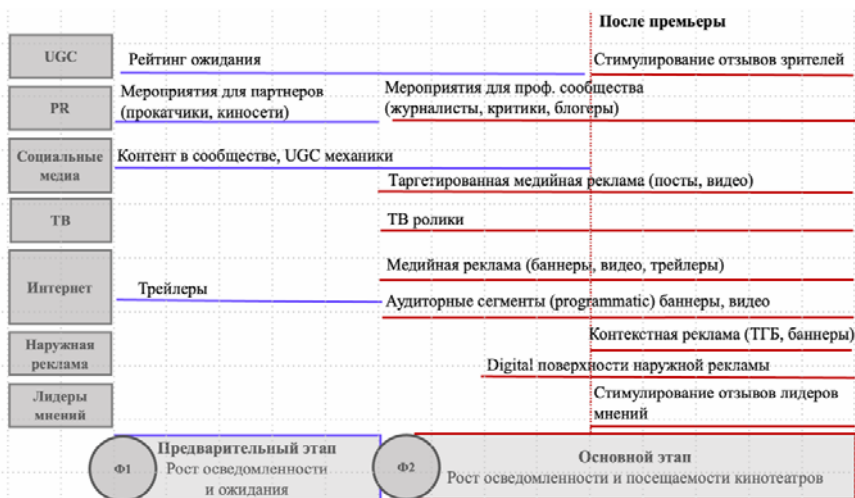 После премьеры
UGC
Рейтинг ожидания
Стимулирование отзывов зрителей
PR
Мероприятия для партнеров
(прокатчики, киносети)
Мероприятия для проф. сообщества
(журналисты, критики, блогеры)
Социальные
медиа
Контент в сообществе, UGC механики
Таргетированная медийная реклама (посты, видео)
ТВ
ТВ ролики
Интернет
Трейлеры
Медийная реклама (баннеры, видео, трейлеры)
Аудиторные сегменты (programmatic) баннеры, видео
Контекстная реклама (ТГБ, баннеры)
Наружная
реклама
Digital поверхности наружной рекламы
Лидеры
мнений
Стимулирование отзывов лидеров
мнений
Ф1
Предварительный этап
Рост осведомленности
и ожидания
Ф2
Основной этап
Рост осведомленности и посещаемости кинотеатров